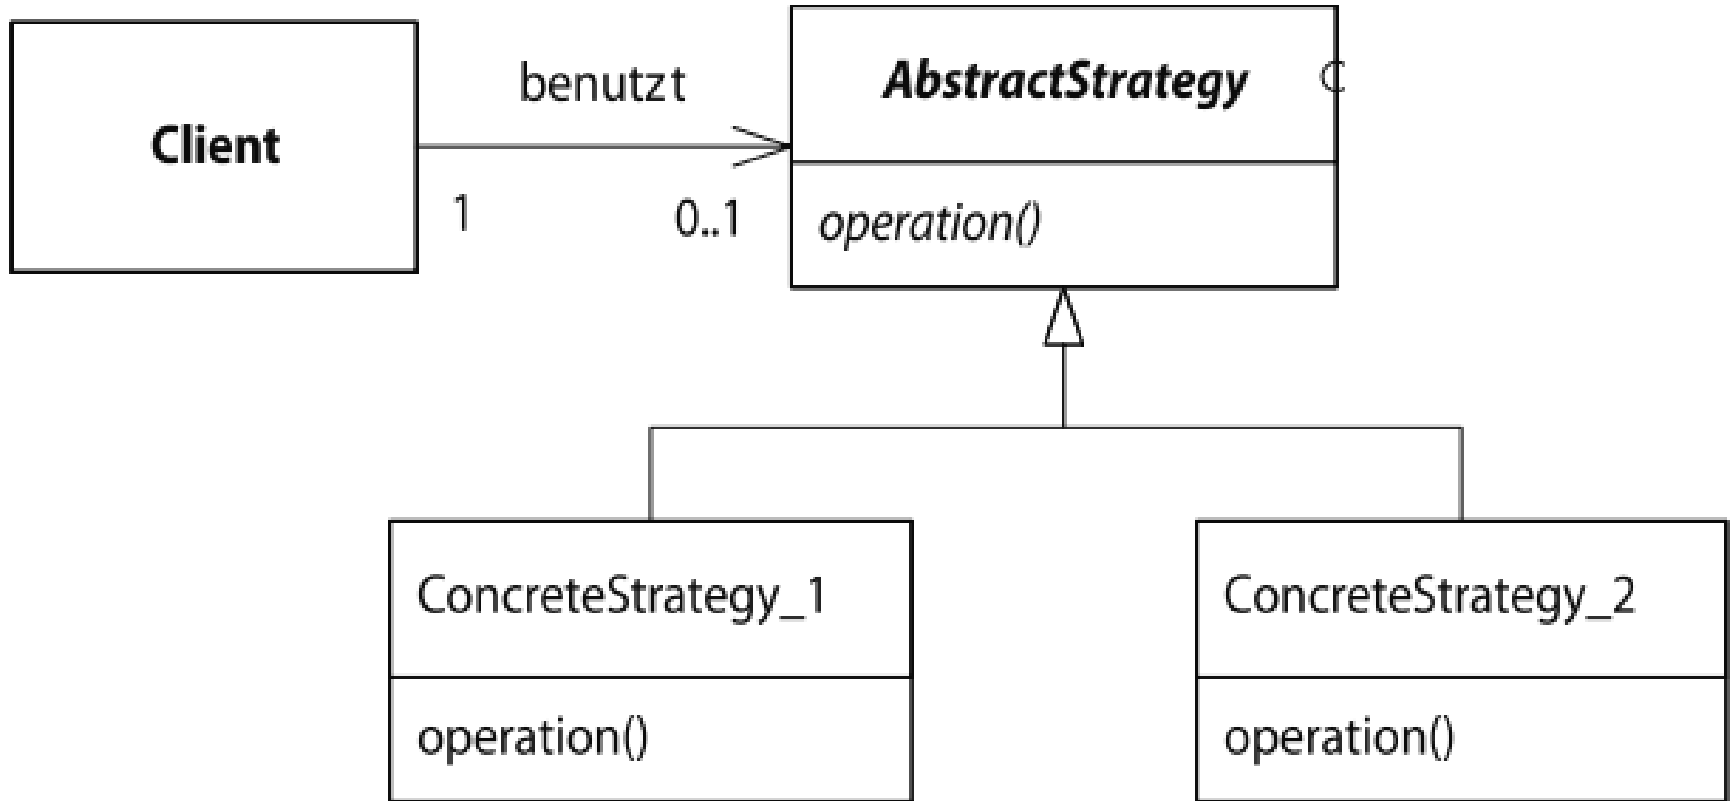 benutzt
AbstractStrategy
Client
1
0..1
operation()
ConcreteStrategy_1
ConcreteStrategy_2
operation()
operation()